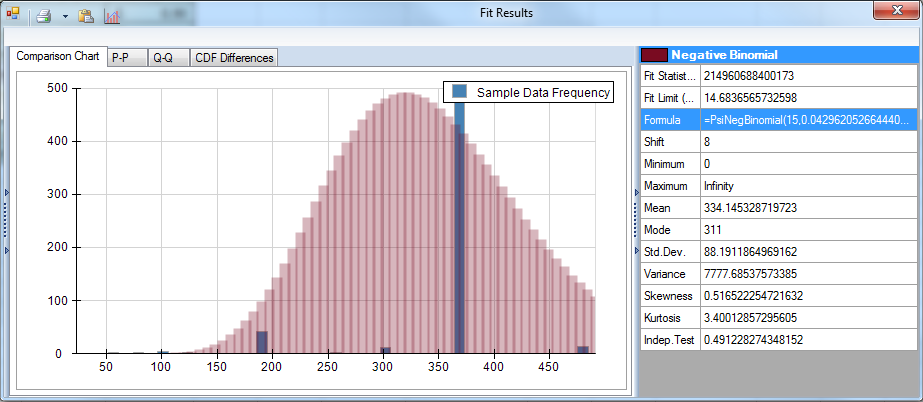 Fit Results
Comparison Chart P-P Q-Q CDF Differences
Sample Data Frequency
500
400
300
200
100
0
50 100 150 200 250 300 350 400 450
Negative Binomial
Fit Statist... 214960688400173
Fit Limit (... 14.6836565732598
Formula =PsiNegBinomial(15,0.042962052664440...
Shift 8
Minimum 0
Maximum Infinity
Mean 334.145328719723
Mode 311
Std.Dev. 88.1911864969162
Variance 7777.68537573385
Skewness 0.516522254721632
Kurtosis 3.40012857295605
Indep.Test 0.491228274348152